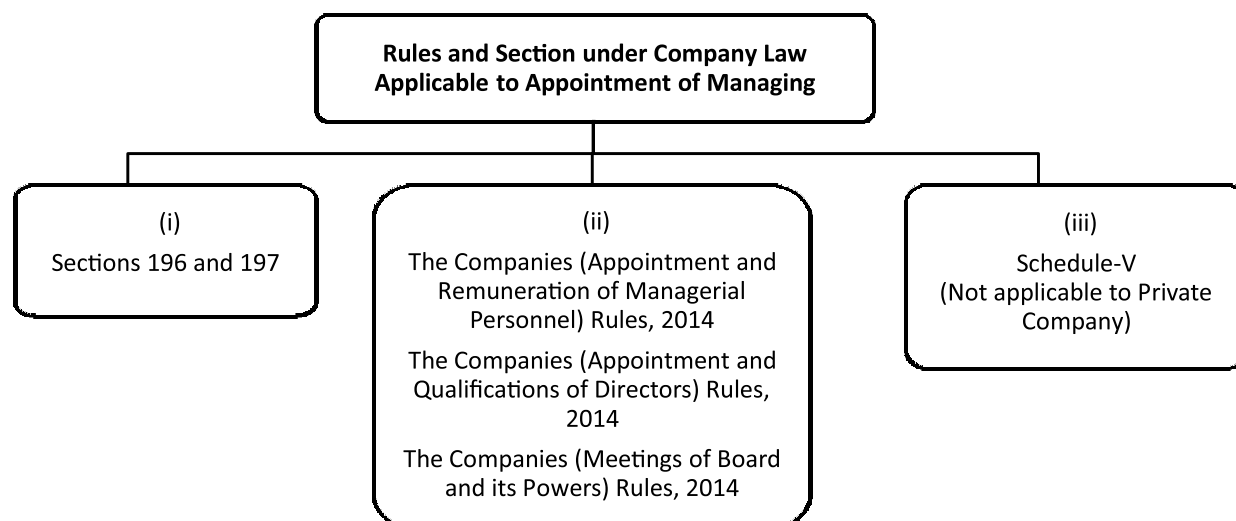 Rules and Section under Company Law
Applicable to Appointment of Managing
(i)
Sections 196 and 197
(ii)
The Companies (Appointment and
Remuneration of Managerial
Personnel) Rules, 2014
The Companies (Appointment and
Qualifications of Directors) Rules,
2014
The Companies (Meetings of Board
and its Powers) Rules, 2014
(iii)
Schedule-V
(Not applicable to Private
Company)